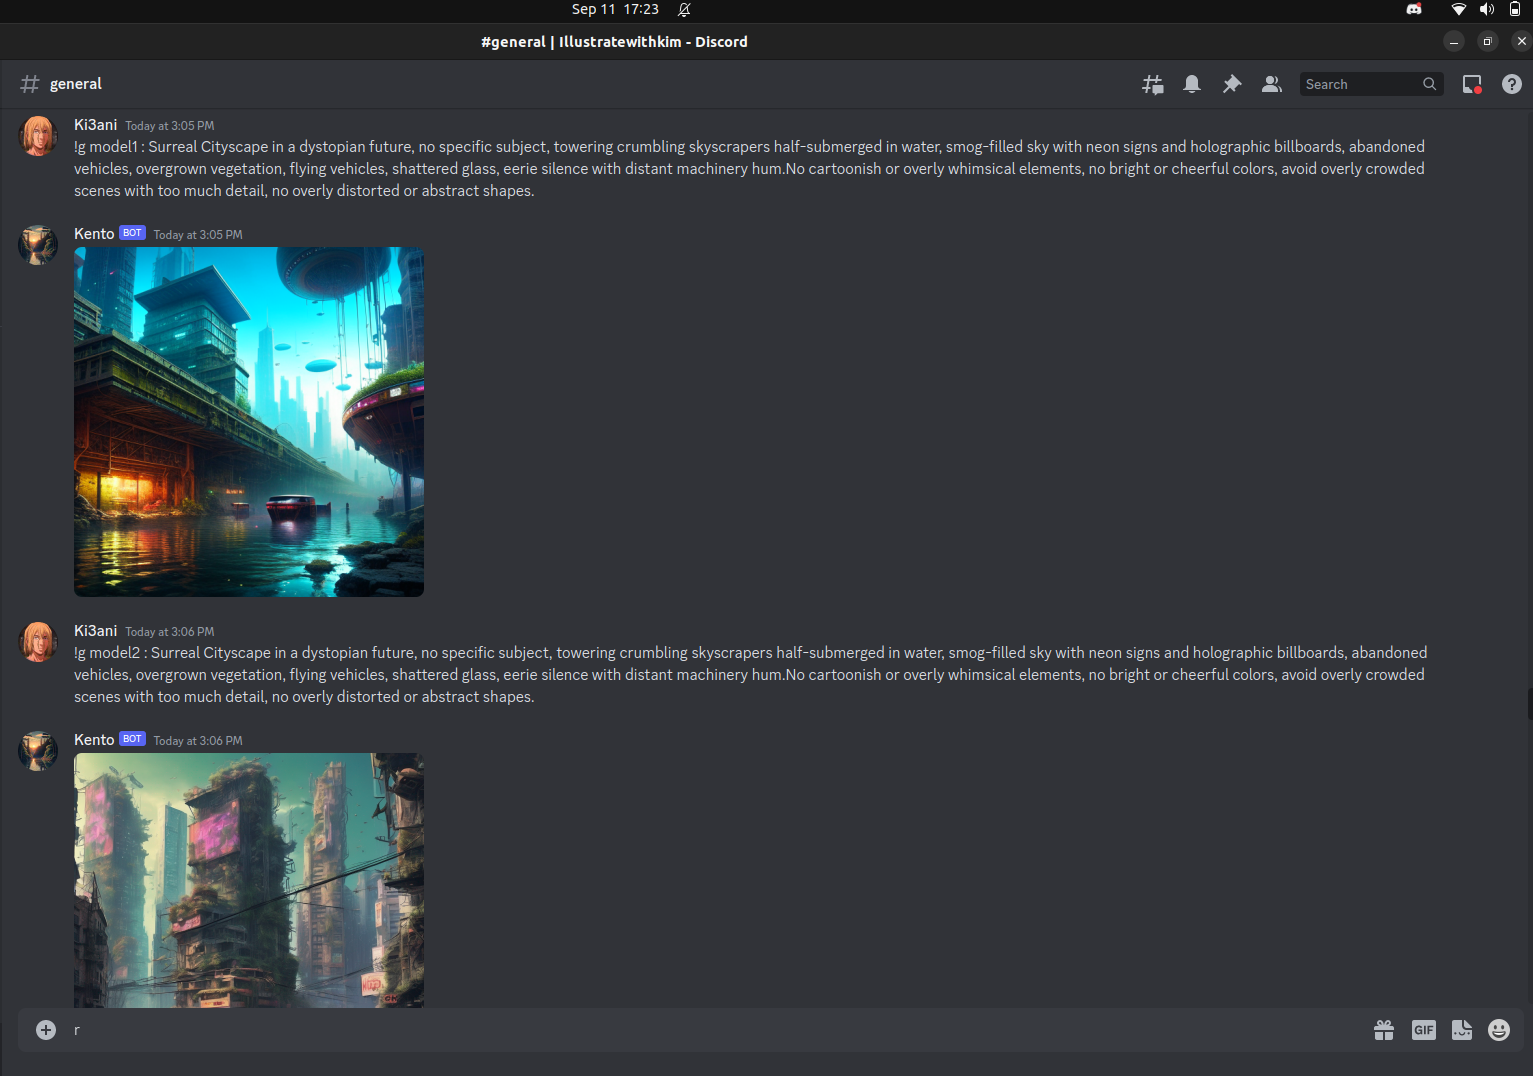 Sep 11 17:23
#general | Illustratewithkim - Discord
general
Search
Ki3ani Today at 3:05 PM
!g model1 : Surreal Cityscape in a dystopian future, no specific subject, towering crumbling skyscrapers half-submerged in water, smog-filled sky with neon signs and holographic billboards, abandoned
vehicles, overgrown vegetation, flying vehicles, shattered glass, eerie silence with distant machinery hum.No cartoonish or overly whimsical elements, no bright or cheerful colors, avoid overly crowded
scenes with too much detail, no overly distorted or abstract shapes.
Kento BOT Today at 3:05 PM
Ki3ani Today at 3:06 PM
!g model2 : Surreal Cityscape in a dystopian future, no specific subject, towering crumbling skyscrapers half-submerged in water, smog-filled sky with neon signs and holographic billboards, abandoned
vehicles, overgrown vegetation, flying vehicles, shattered glass, eerie silence with distant machinery hum.No cartoonish or overly whimsical elements, no bright or cheerful colors, avoid overly crowded
scenes with too much detail, no overly distorted or abstract shapes.
Kento BOT Today at 3:06 PM
r
GIF